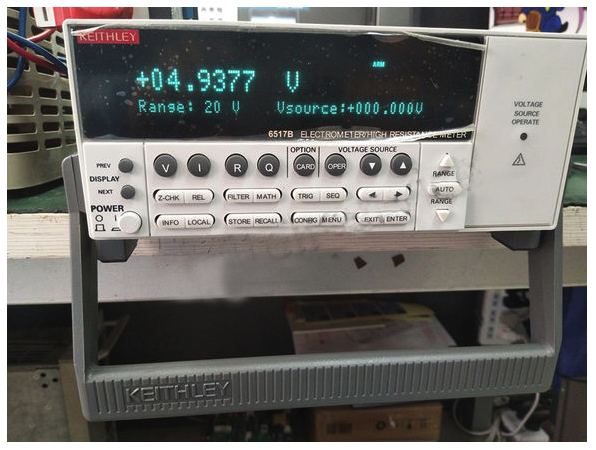 KEITHLEY
ARM
+04.9377 V
Range: 20 V Vsource:+000.000V
6517B ELECTROMETER/HIGH RESISTANCE METER
VOLTAGE
SOURCE
OPERATE
OPTION VOLTAGE SOURCE
PREV
DISPLAY
NEXT
POWER
O I
V I R Q CARD OPER
Z-CHK REL FILTER MATH TRIG SEQ
INFO LOCAL STORE RECALL CONFIG MENU EXIT ENTER
RANGE
AUTO
RANGE
KEITHLEY